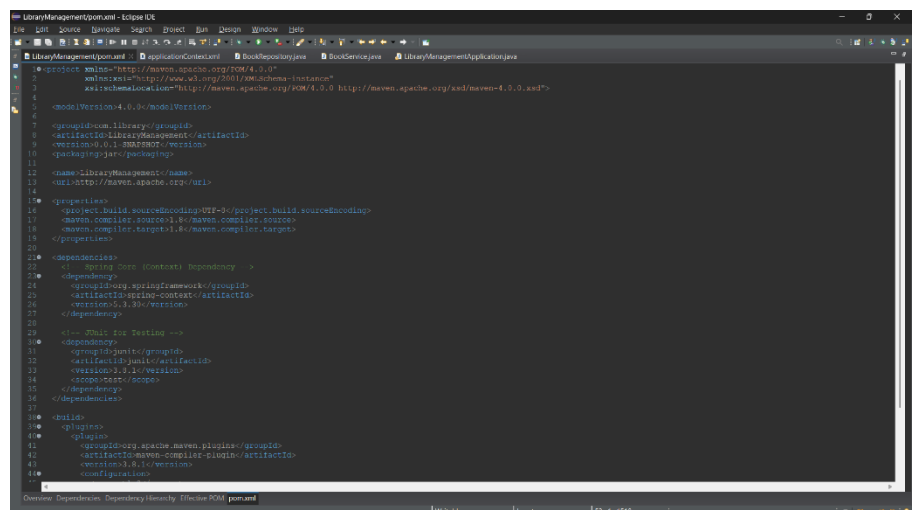 LibraryManagement/pom.xml - Eclipse IDE
File Edit Source Navigate Search Project Run Design Window Help
LibraryManagement/pom.xml applicationContext.xml BookRepository.java BookService.java LibraryManagementApplication.java
1 <project xmlns="http://maven.apache.org/POM/4.0.0"
2 xmlns:xsi="http://www.w3.org/2001/XMLSchema-instance"
3 xsi:schemaLocation="http://maven.apache.org/POM/4.0.0 http://maven.apache.org/xsd/maven-4.0.0.xsd">
4
5 <modelVersion>4.0.0</modelVersion>
6
7 <groupId>com.library</groupId>
8 <artifactId>LibraryManagement</artifactId>
9 <version>0.0.1-SNAPSHOT</version>
10 <packaging>jar</packaging>
11
12 <name>LibraryManagement</name>
13 <url>http://maven.apache.org</url>
14
15 <properties>
16 <project.build.sourceEncoding>UTF-8</project.build.sourceEncoding>
17 <maven.compiler.source>1.8</maven.compiler.source>
18 <maven.compiler.target>1.8</maven.compiler.target>
19 </properties>
20
21 <dependencies>
22 <!-- Spring Core (Context) Dependency -->
23 <dependency>
24 <groupId>org.springframework</groupId>
25 <artifactId>spring-context</artifactId>
26 <version>5.3.30</version>
27 </dependency>
28
29 <!-- JUnit for Testing -->
30 <dependency>
31 <groupId>junit</groupId>
32 <artifactId>junit</artifactId>
33 <version>3.8.1</version>
34 <scope>test</scope>
35 </dependency>
36 </dependencies>
37
38 <build>
39 <plugins>
40 <plugin>
41 <groupId>org.apache.maven.plugins</groupId>
42 <artifactId>maven-compiler-plugin</artifactId>
43 <version>3.8.1</version>
44 <configuration>
Overview Dependencies Dependency Hierarchy Effective POM pom.xml